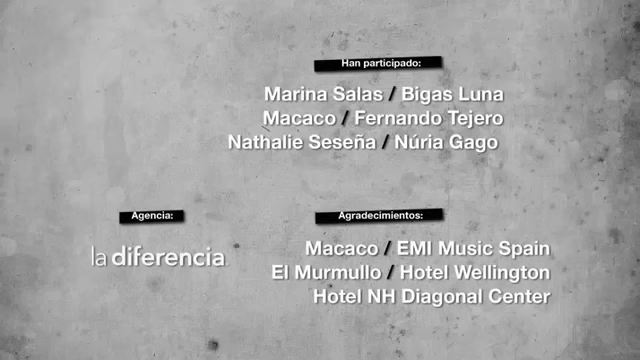 Han participado:
Marina Salas / Bigas Luna
Macaco / Fernando Tejero
Nathalie Seseña / Núria Gago
Agencia:
la diferencia
Agradecimientos:
Macaco / EMI Music Spain
El Murmullo / Hotel Wellington
Hotel NH Diagonal Center